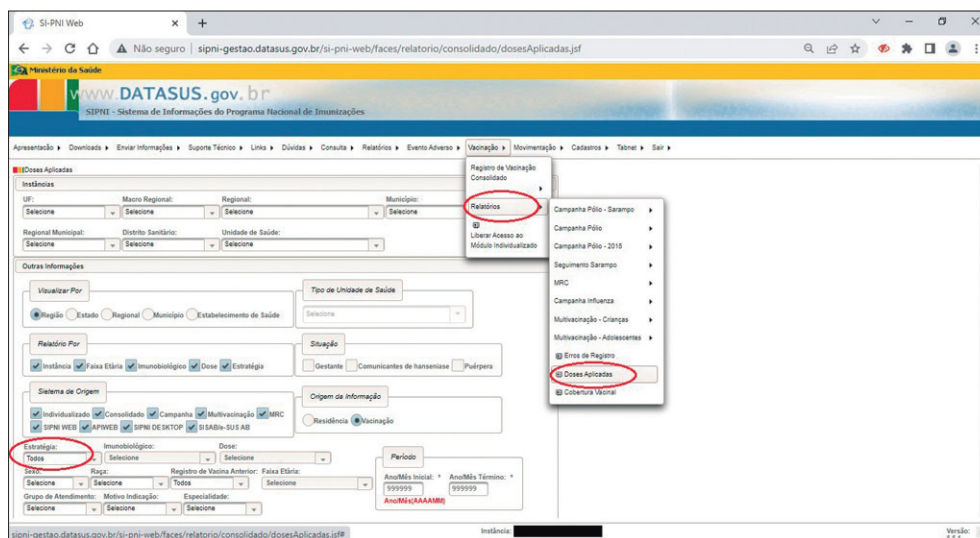 SI-PNI Web
Não seguro | sipni-gestao.datasus.gov.br/si-pni-web/faces/relatorio/consolidado/dosesAplicadas.jsf
Ministério da Saúde
www.DATASUS.gov.br
SIPNI - Sistema de Informações do Programa Nacional de Imunizações
Apresentacão Downloads Enviar Informações Suporte Técnico Links Dúvidas Consulta Relatórios Evento Adverso Vacinação Movimentação Cadastros Tabnet Sair
Doses Aplicadas
Instâncias
UF: Macro Regional: Regional: Município:
Selecione Selecione Selecione Selecione
Regional Municipal: Distrito Sanitário: Unidade de Saúde:
Selecione Selecione Selecione
Registro de Vacinação
Consolidado
Relatórios
Liberar Acesso ao
Módulo Individualizado
Campanha Pólio - Sarampo
Campanha Pólio
Campanha Pólio - 2015
Seguimento Sarampo
MRC
Campanha Influenza
Multivacinação - Crianças
Multivacinação - Adolescentes
Erros de Registro
Doses Aplicadas
Cobertura Vacinal
Outras Informações
Visualizar Por
Região Estado Regional Município Estabelecimento de Saúde
Tipo de Unidade de Saúde
Selecione
Relatório Por
Instância Faixa Etária Imunobiológico Dose Estratégia
Situação
Gestante Comunicantes de hanseniase Puérpera
Sistema de Origem
Individualizado Consolidado Campanha Multivacinação MRC
SIPNI WEB APIWEB SIPNI DESKTOP SISABle-SUS AB
Origem da Informação
Residência Vacinação
Estratégia: Imunobiológico: Dose:
Todos Selecione Selecione
Sexo: Raça: Registro de Vacina Anterior: Faixa Etária:
Selecione Selecione Todos Selecione
Grupo de Atendimento: Motivo Indicação: Especialidade:
Selecione Selecione Selecione
Período
Ano/Mês Inicial: * Ano/Mês Término: *
999999 999999
Ano/Mês(AAAAMM)
sipni-gestao.datasus.gov.br/si-pni-web/faces/relatorio/consolidado/dosesAplicadas.jsf#
Instância:
Versão: